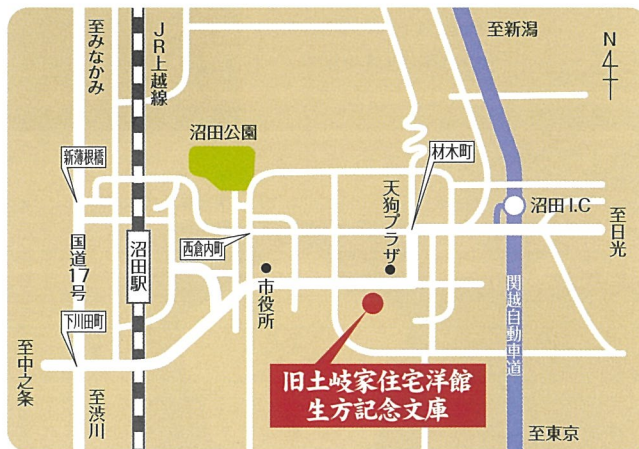 至みなかみ
JR上越線
至新潟
N
沼田公園
新薄根橋
材木町
天狗プラザ
沼田I.C
至日光
西倉内町
国道17号
沼田駅
市役所
関越自動車道
下川田町
至中之条
至渋川
旧土岐家住宅洋館
生方記念文庫
至東京